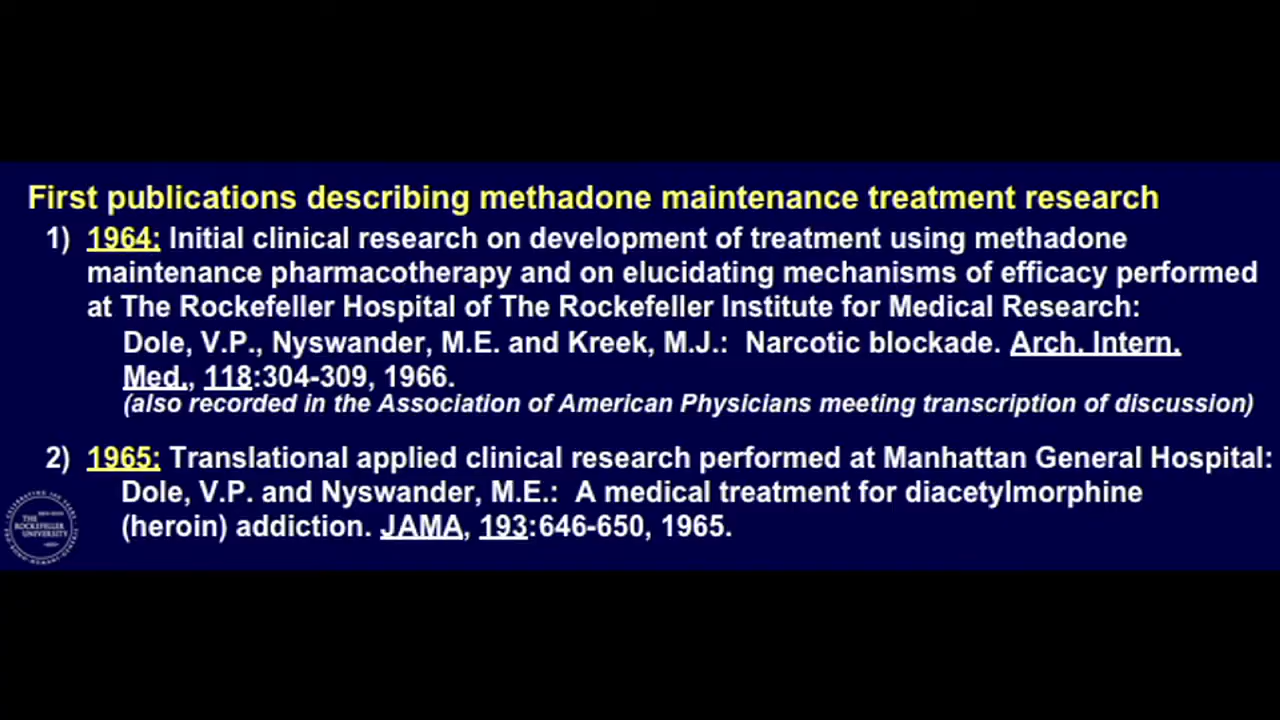 First publications describing methadone maintenance treatment research
1) 1964: Initial clinical research on development of treatment using methadone
maintenance pharmacotherapy and on elucidating mechanisms of efficacy performed
at The Rockefeller Hospital of The Rockefeller Institute for Medical Research:
Dole, V.P., Nyswander, M.E. and Kreek, M.J.: Narcotic blockade. Arch. Intern.
Med., 118:304-309, 1966.
(also recorded in the Association of American Physicians meeting transcription of discussion)
2) 1965: Translational applied clinical research performed at Manhattan General Hospital:
Dole, V.P. and Nyswander, M.E.: A medical treatment for diacetylmorphine
(heroin) addiction. JAMA, 193:646-650, 1965.
THE
ROCKEFELLER
UNIVERSITY